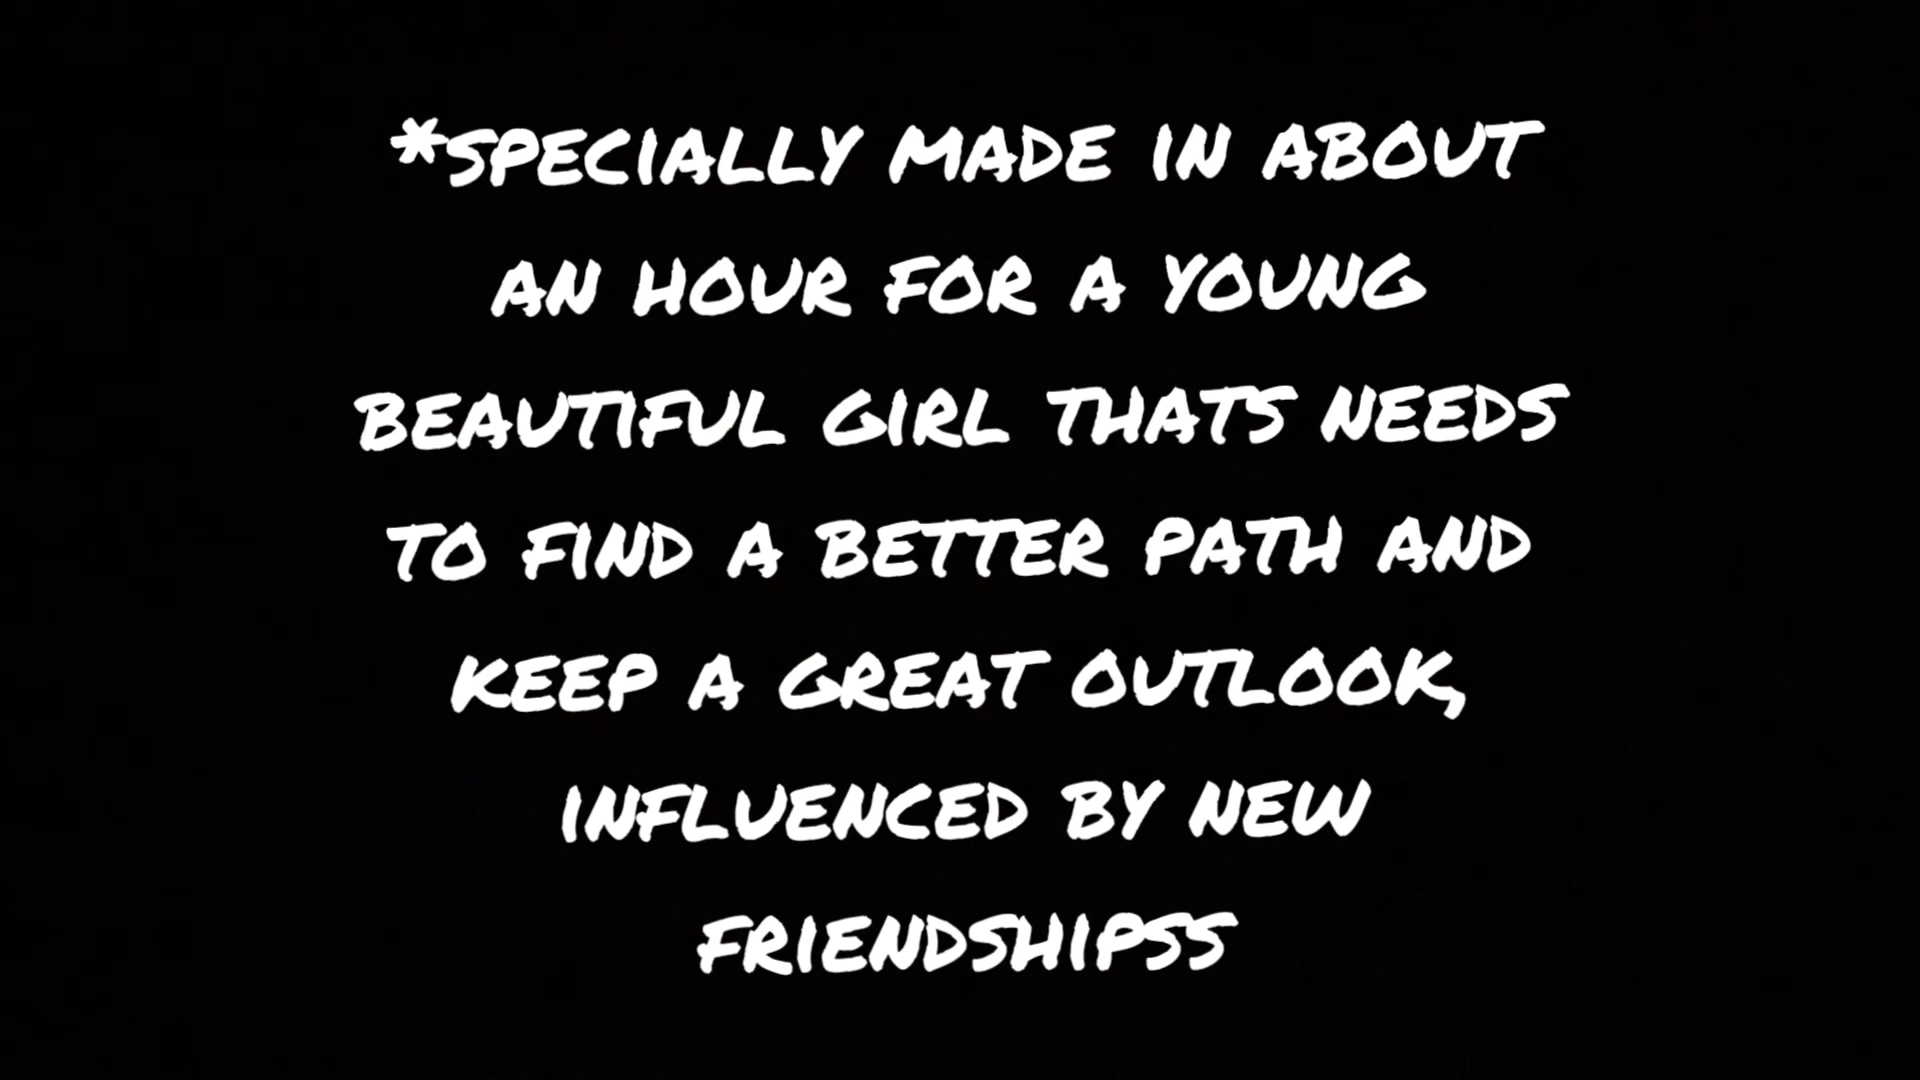 *SPECIALLY MADE IN ABOUT
AN HOUR FOR A YOUNG
BEAUTIFUL GIRL THATS NEEDS
TO FIND A BETTER PATH AND
KEEP A GREAT OUTLOOK,
INFLUENCED BY NEW
FRIENDSHIPSS